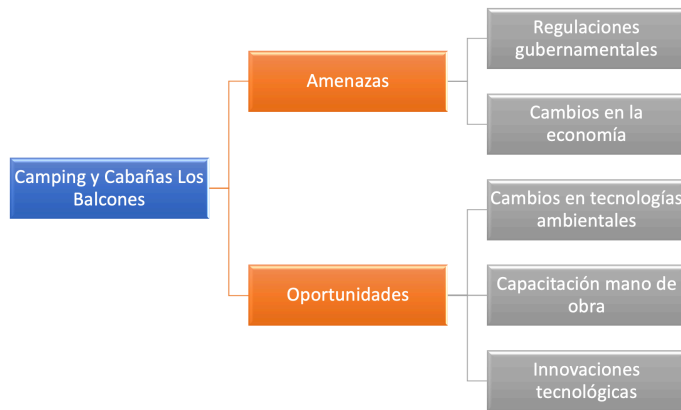 Regulaciones
gubernamentales
Amenazas
Cambios en la
economía
Camping y Cabañas Los
Balcones
Cambios en tecnologías
ambientales
Oportunidades
Capacitación mano de
obra
Innovaciones
tecnológicas